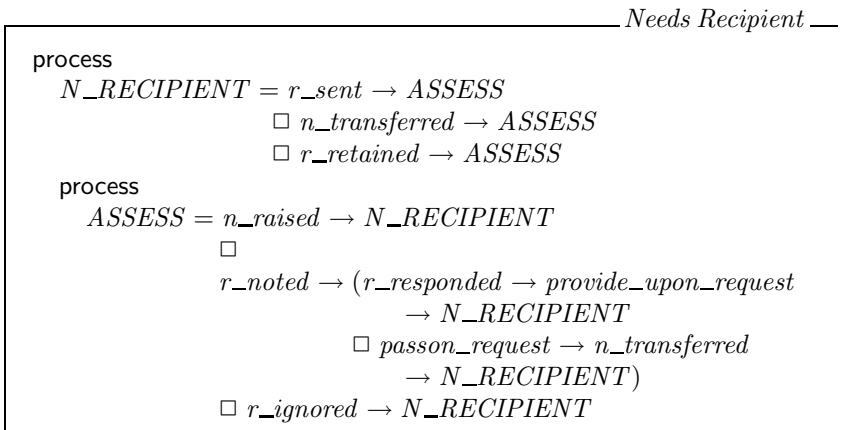 Needs Recipient
process
N_RECIPIENT = r_sent → ASSESS
□ n_transferred → ASSESS
□ r_retained → ASSESS
process
ASSESS = n_raised → N_RECIPIENT
□
r_noted → (r_responded → provide_upon_request
→ N_RECIPIENT
□ passon_request → n_transferred
→ N_RECIPIENT)
□ r_ignored → N_RECIPIENT